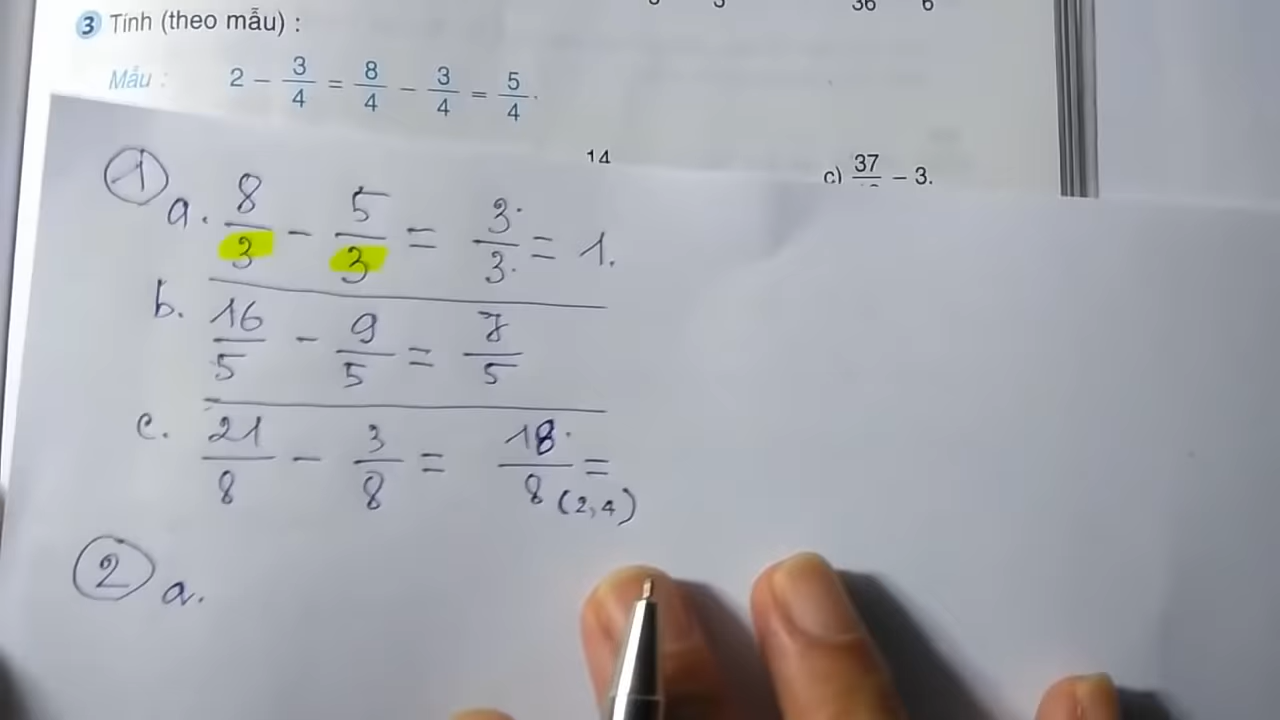 3 Tính (theo mẫu) :
36 6
Mẫu : 2 - 3/4 = 8/4 - 3/4 = 5/4.
14
c) 37/ - 3.
1 a. 8/3 - 5/3 = 3/3 = 1.
b. 16/5 - 9/5 = 7/5
c. 21/8 - 3/8 = 18/8 = (2,4)
2 a.